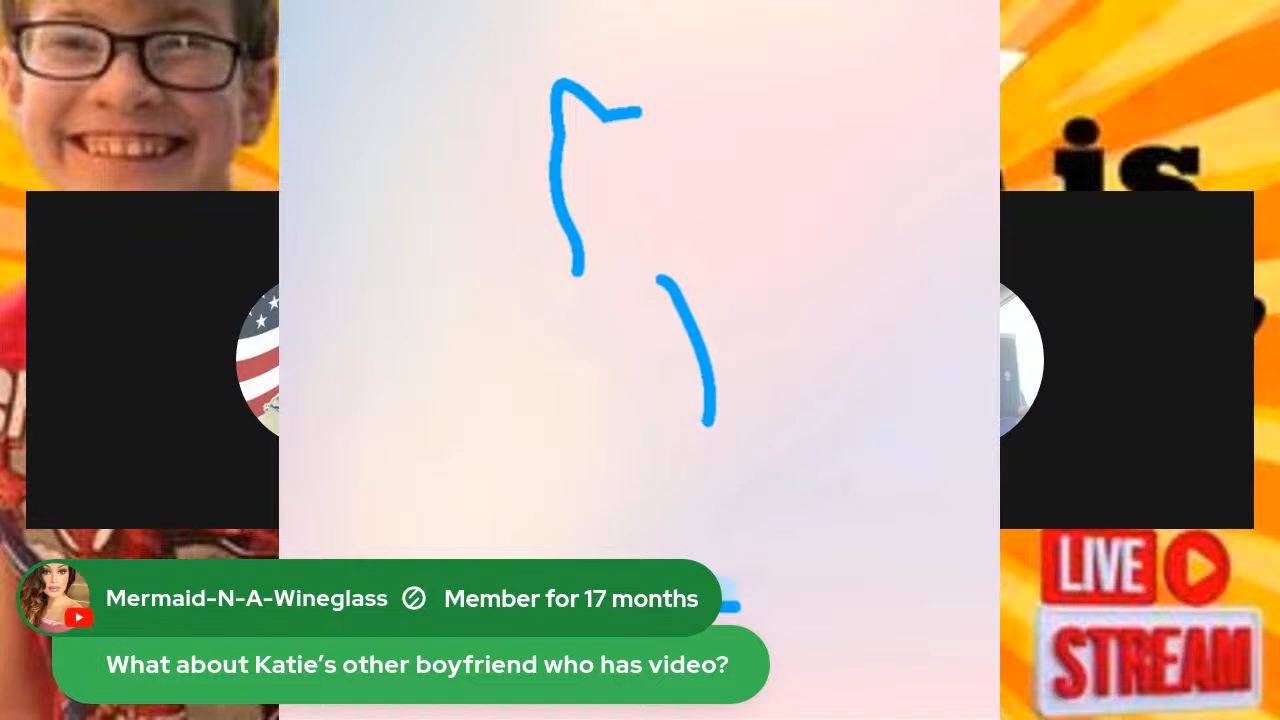 is
Mermaid-N-A-Wineglass Member for 17 months
What about Katie’s other boyfriend who has video?
LIVE
STREAM